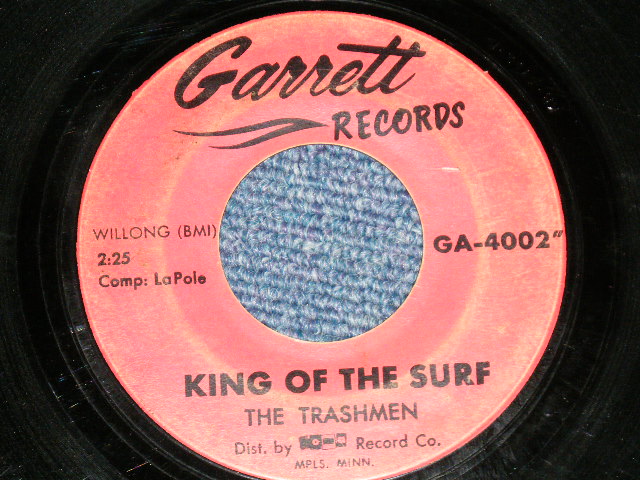 Garrett
RECORDS
WILLONG (BMI)
2:25
Comp: LaPole
GA-4002"
KING OF THE SURF
THE TRASHMEN
Dist. by Record Co.
MPLS. MINN.